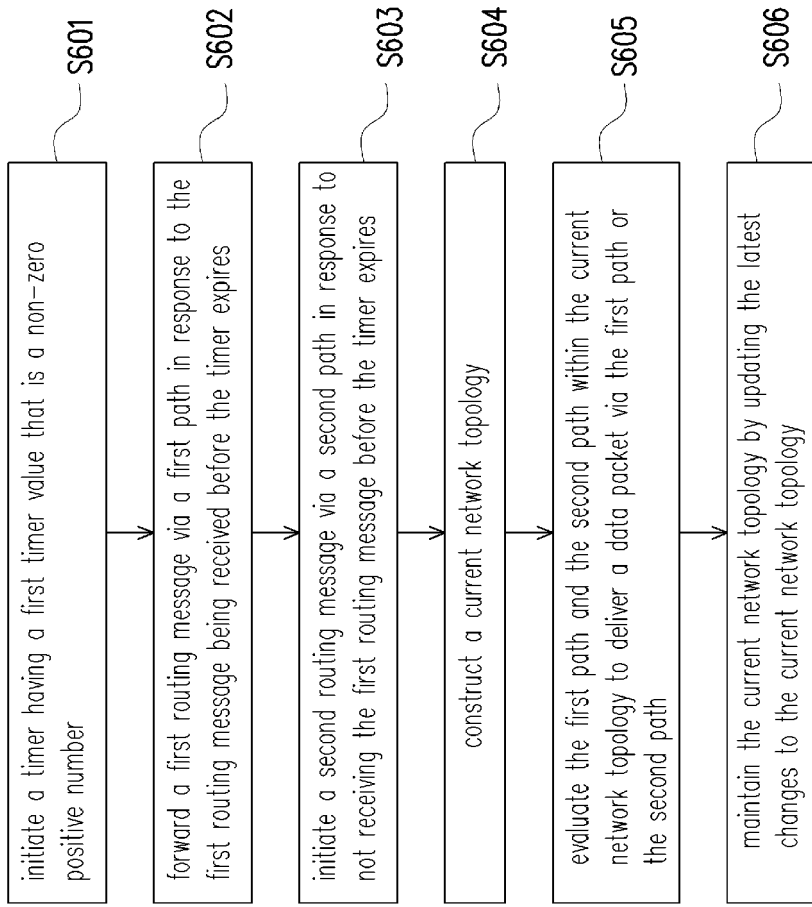 initiate a timer having a first timer value that is a non-zero
positive number
S601
forward a first routing message via a first path in response to the
first routing message being received before the timer expires
S602
initiate a second routing message via a second path in response to
not receiving the first routing message before the timer expires
S603
construct a current network topology
S604
evaluate the first path and the second path within the current
network topology to deliver a data packet via the first path or
the second path
S605
maintain the current network topology by updating the latest
changes to the current network topology
S606